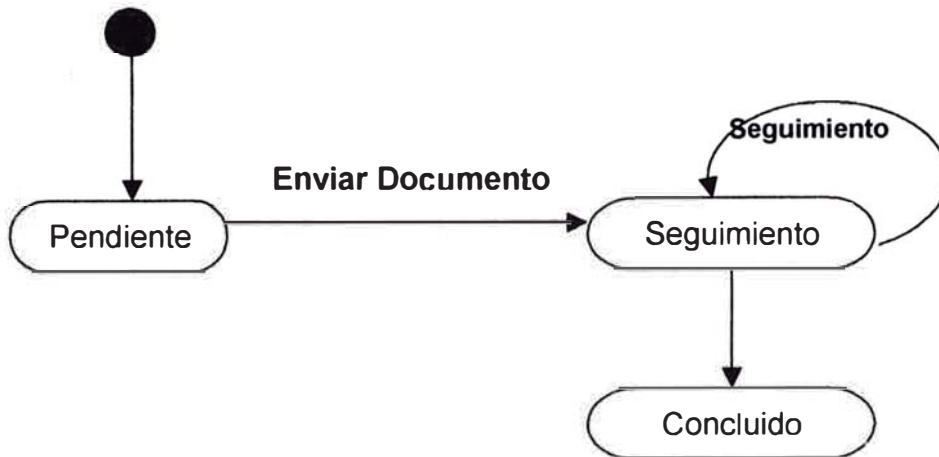 Seguimiento
Enviar Documento
Pendiente
Seguimiento
Concluido